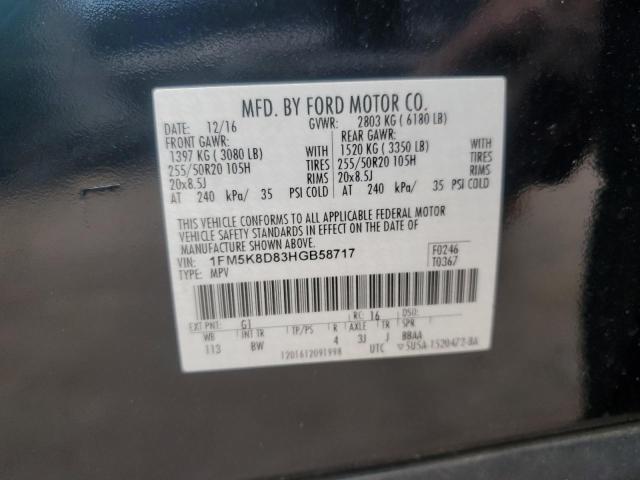 MFD. BY FORD MOTOR CO.
DATE: 12/16 GVWR: 2803 KG ( 6180 LB)
FRONT GAWR: REAR GAWR:
1397 KG ( 3080 LB) WITH 1520 KG ( 3350 LB) WITH
255/50R20 105H TIRES 255/50R20 105H TIRES
20x8.5J RIMS 20x8.5J RIMS
AT 240 kPa/ 35 PSI COLD AT 240 kPa/ 35 PSI COLD
THIS VEHICLE CONFORMS TO ALL APPLICABLE FEDERAL MOTOR
VEHICLE SAFETY STANDARDS IN EFFECT ON THE DATE OF
MANUFACTURE SHOWN ABOVE.
VIN: 1FM5K8D83HGB58717 F0246
TYPE: MPV T0367
EXT PNT: G1 RC: 16 DSO:
WB INT TR TP/PS R AXLE TR SPR
113 BW 4 3J J BBAA
1201612091998 UTC ▽5U5A-1520472-BA